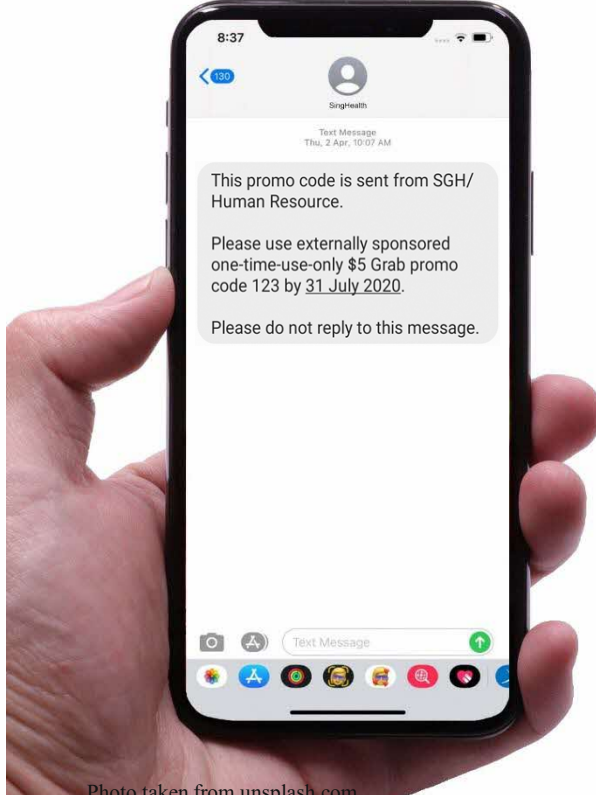 8:37
130
SingHealth
Text Message
Thu, 2 Apr, 10:07 AM
This promo code is sent from SGH/
Human Resource.
Please use externally sponsored
one-time-use-only $5 Grab promo
code 123 by 31 July 2020.
Please do not reply to this message.
Text Message
Photo taken from unsplash.com